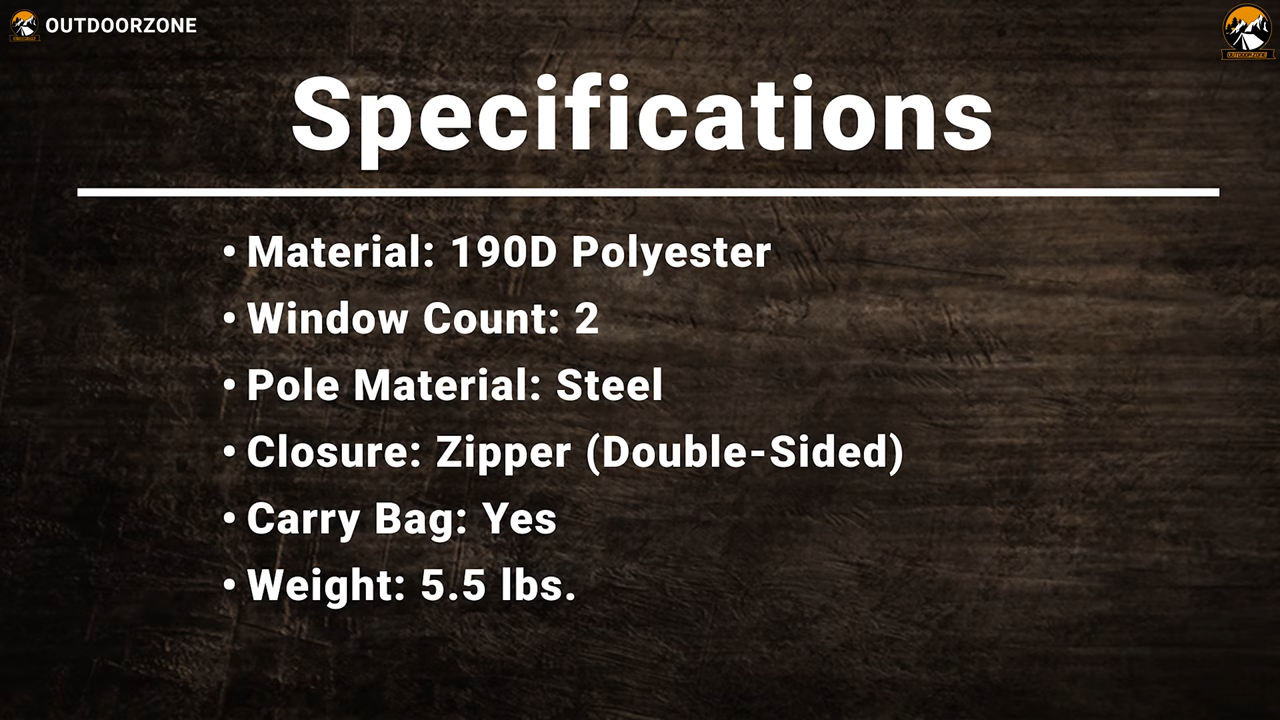 OUTDOORZONE
Specifications
• Material: 190D Polyester
• Window Count: 2
• Pole Material: Steel
• Closure: Zipper (Double-Sided)
• Carry Bag: Yes
• Weight: 5.5 lbs.
OUTDOORZONE